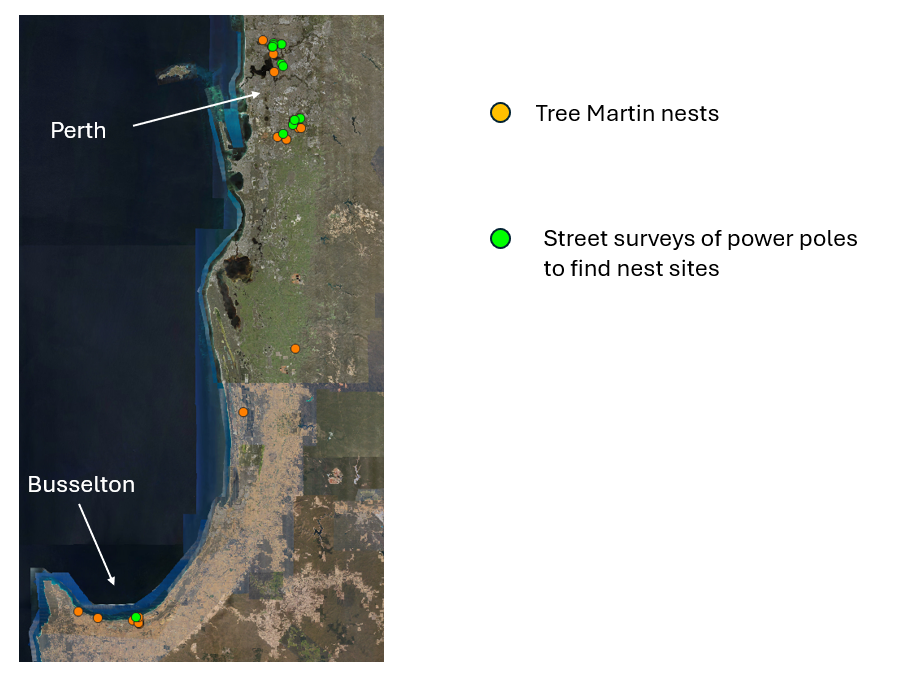 Perth
Tree Martin nests
Street surveys of power poles
to find nest sites
Busselton